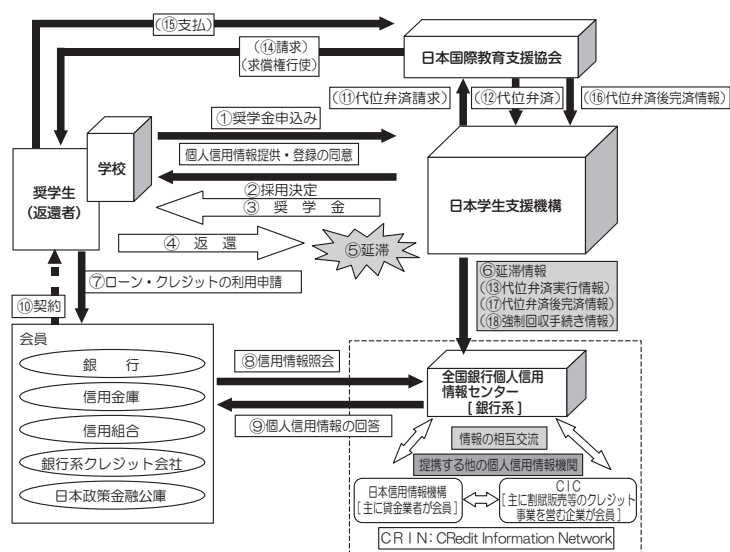 (⑮支払)
(⑭請求)
(求償権行使)
日本国際教育支援協会
(⑪代位弁済請求)
(⑫代位弁済)
(⑯代位弁済後完済情報)
①奨学金申込み
個人信用情報提供・登録の同意
学校
奨学生
(返還者)
②採用決定
③ 奨 学 金
日本学生支援機構
④ 返 還
⑤延滞
⑥延滞情報
(⑬代位弁済実行情報)
(⑰代位弁済後完済情報)
(⑱強制回収手続き情報)
⑦ローン・クレジットの利用申請
⑩契約
会員
銀 行
信用金庫
信用組合
銀行系クレジット会社
日本政策金融公庫
⑧信用情報照会
⑨個人信用情報の回答
全国銀行個人信用
情報センター
[ 銀行系 ]
情報の相互交流
提携する他の個人信用情報機関
日本信用情報機構
[ 主に貸金業者が会員 ]
CIC
[ 主に割賦販売等のクレジット
事業を営む企業が会員 ]
CRIN: CRedit Information Network